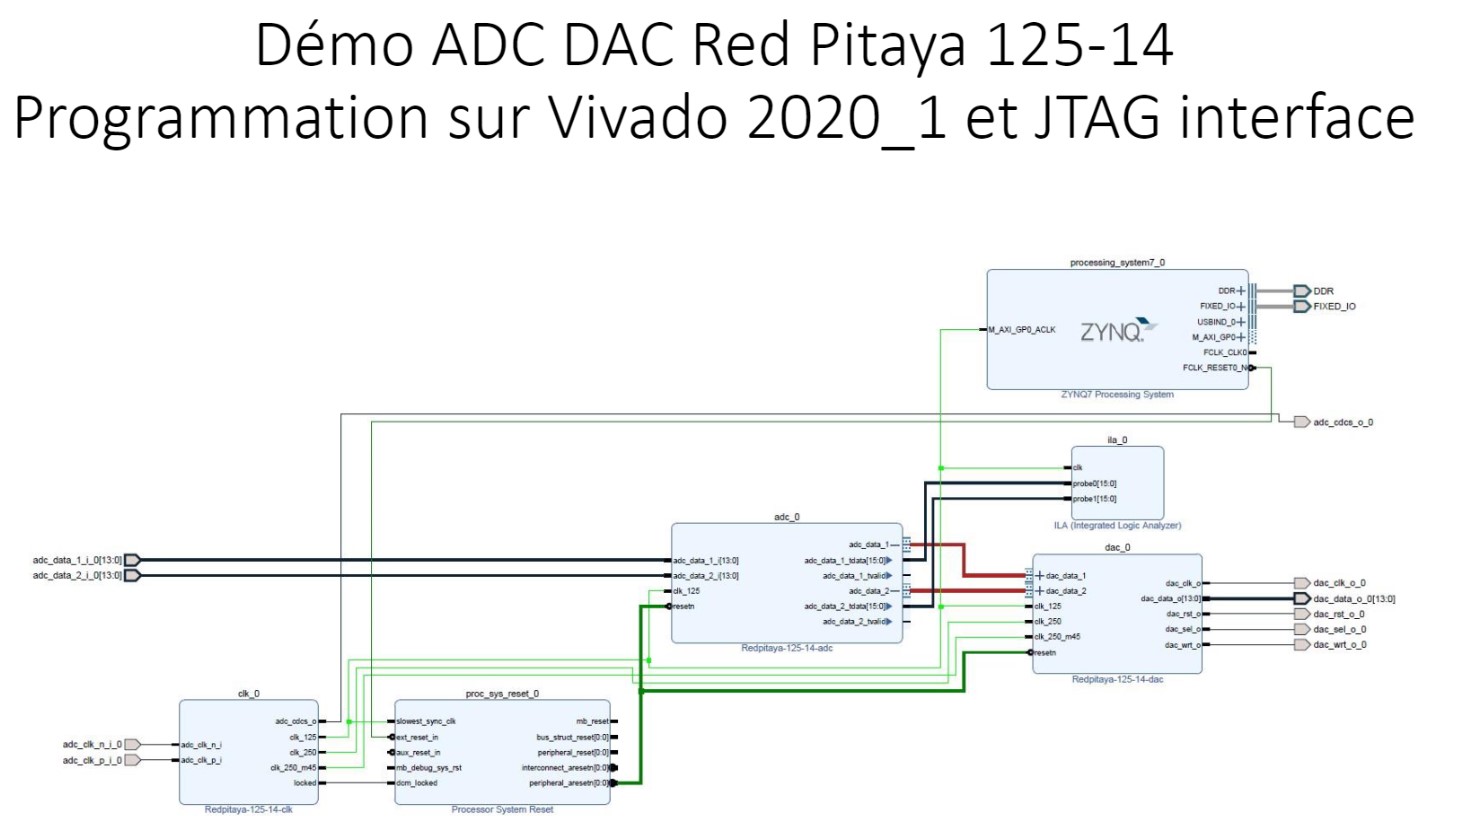 Démo ADC DAC Red Pitaya 125-14
Programmation sur Vivado 2020_1 et JTAG interface
processing_system7_0
DDR
DDR
FIXED_IO
FIXED_IO
USBIND_0
M_AXI_GP0_ACLK
ZYNQ
M_AXI_GP0
FCLK_CLK0
FCLK_RESET0_N
ZYNQ7 Processing System
adc_cdcs_o_0
ila_0
clk
probe0[15:0]
probe1[15:0]
ILA (Integrated Logic Analyzer)
adc_0
adc_data_1_i_0[13:0]
adc_data_2_i_0[13:0]
adc_data_1_i[13:0]
adc_data_2_i[13:0]
clk_125
resetn
adc_data_1
adc_data_1_tdata[15:0]
adc_data_1_tvalid
adc_data_2
adc_data_2_tdata[15:0]
adc_data_2_tvalid
Redpitaya-125-14-adc
dac_0
dac_data_1
dac_data_2
clk_125
clk_250
clk_250_m45
resetn
dac_clk_o
dac_data_o[13:0]
dac_rst_o
dac_sel_o
dac_wrt_o
dac_clk_o_0
dac_data_o_0[13:0]
dac_rst_o_0
dac_sel_o_0
dac_wrt_o_0
Redpitaya-125-14-dac
clk_0
adc_clk_n_i_0
adc_clk_p_i_0
adc_clk_n_i
adc_clk_p_i
adc_cdcs_o
clk_125
clk_250
clk_250_m45
locked
Redpitaya-125-14-clk
proc_sys_reset_0
slowest_sync_clk
ext_reset_in
aux_reset_in
mb_debug_sys_rst
dcm_locked
mb_reset
bus_struct_reset[0:0]
peripheral_reset[0:0]
interconnect_aresetn[0:0]
peripheral_aresetn[0:0]
Processor System Reset